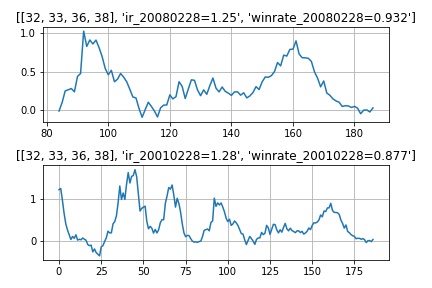 [[32, 33, 36, 38], 'ir_20080228=1.25', 'winrate_20080228=0.932']
1.0
0.5
0.0
80 100 120 140 160 180
[[32, 33, 36, 38], 'ir_20010228=1.28', 'winrate_20010228=0.877']
1
0
0 25 50 75 100 125 150 175